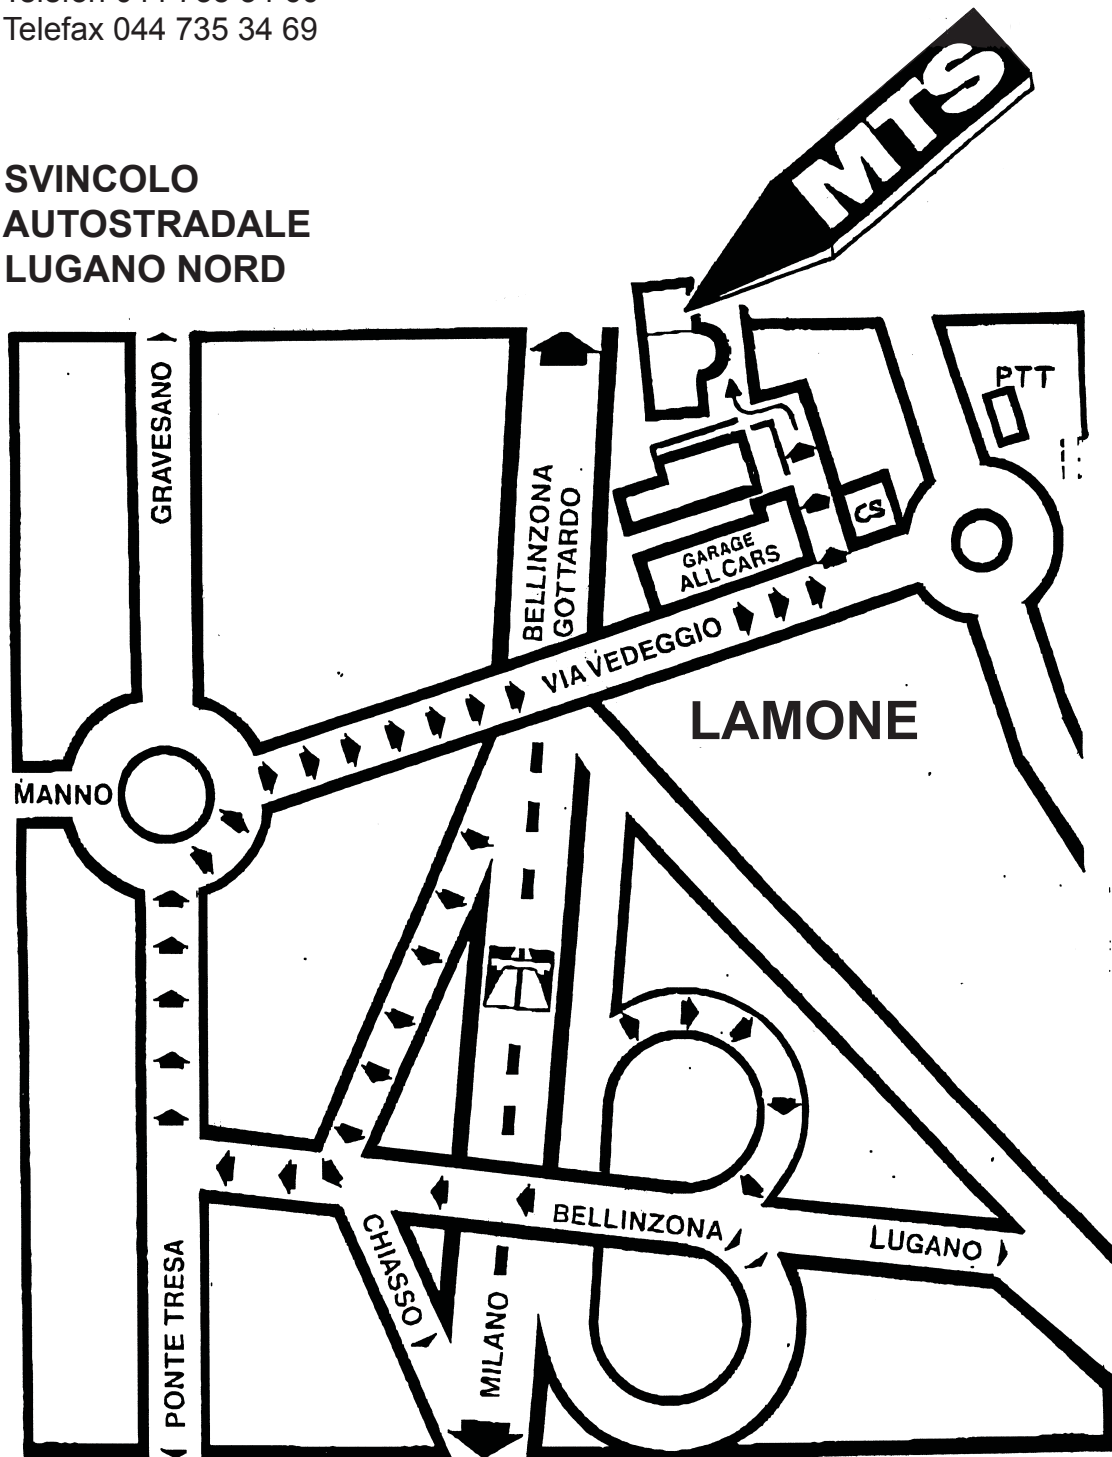 Telefax 044 735 34 69
MTS
SVINCOLO
AUTOSTRADALE
LUGANO NORD
PTT
GRAVESANO
BELLINZONA
GOTTARDO
CS
GARAGE
ALL CARS
VIA VEDEGGIO
LAMONE
MANNO
BELLINZONA
LUGANO
CHIASSO
PONTE TRESA
MILANO